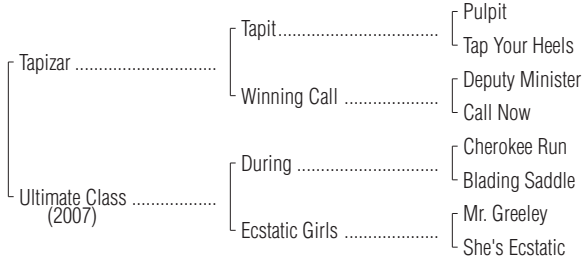 Pulpit
Tapit..................................
Tap Your Heels
Tapizar ..............................
Deputy Minister
Winning Call ....................
Call Now
Cherokee Run
During ..............................
Blading Saddle
Ultimate Class ..................
(2007)
Mr. Greeley
Ecstatic Girls ....................
She's Ecstatic